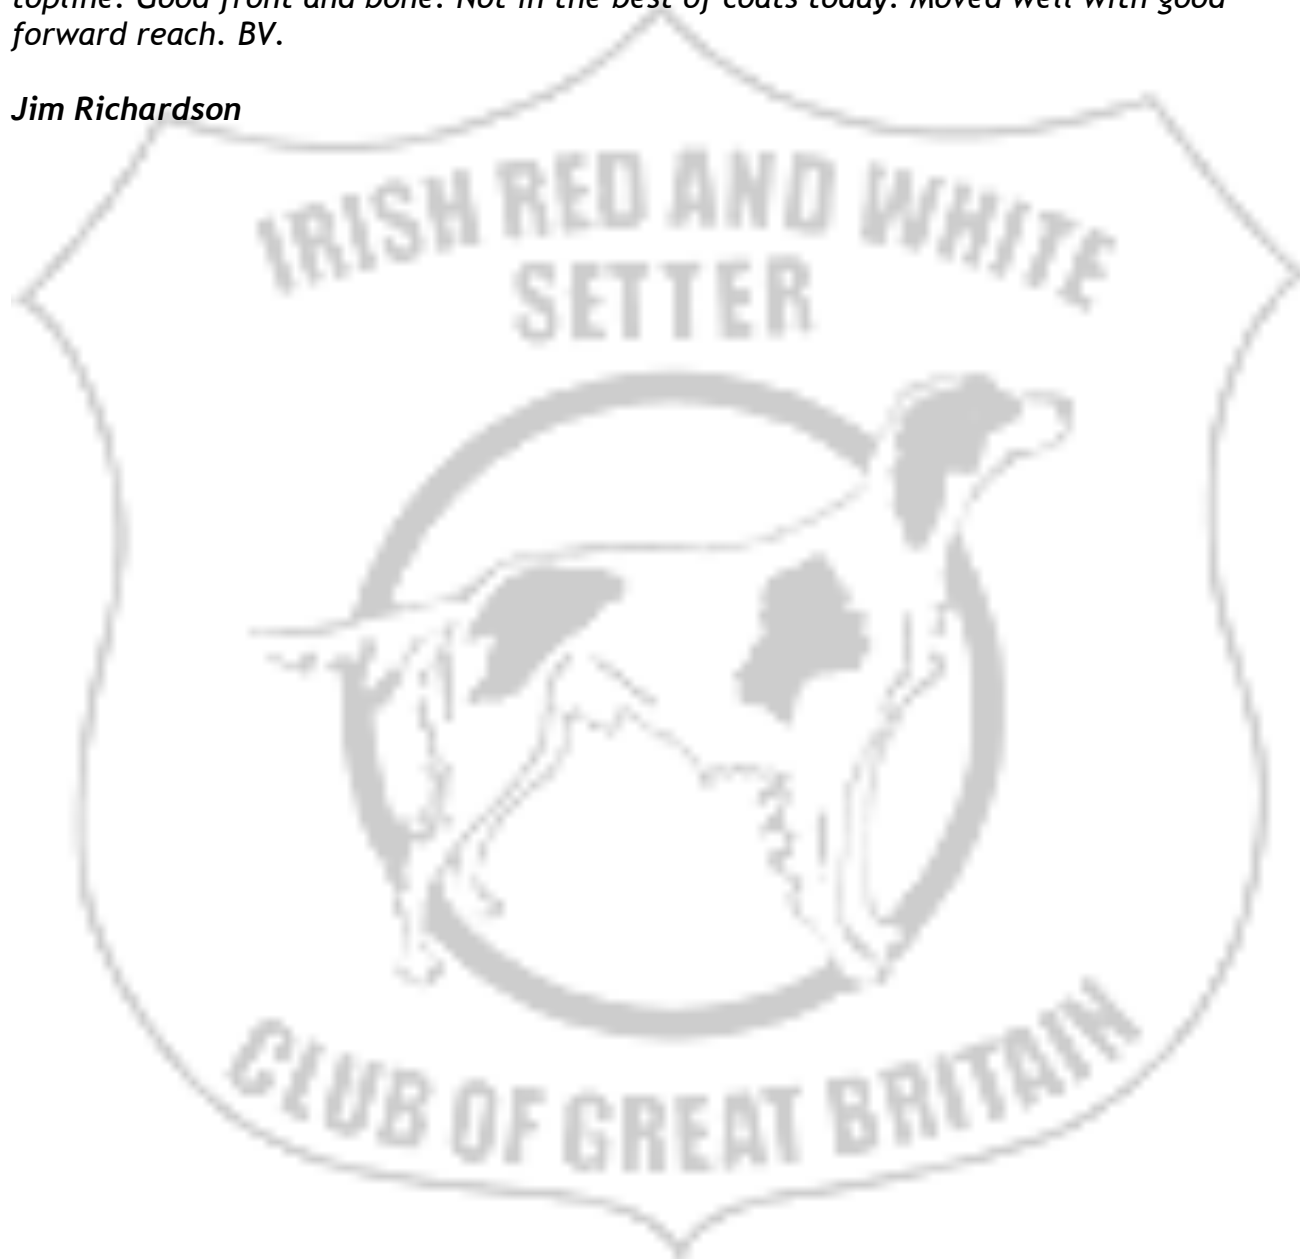 topline. Good front and bone. Not in the best of coats today. Moved well with good
forward reach. BV.
Jim Richardson
IRISH RED AND WHITE
SETTER
CLUB OF GREAT BRITAIN